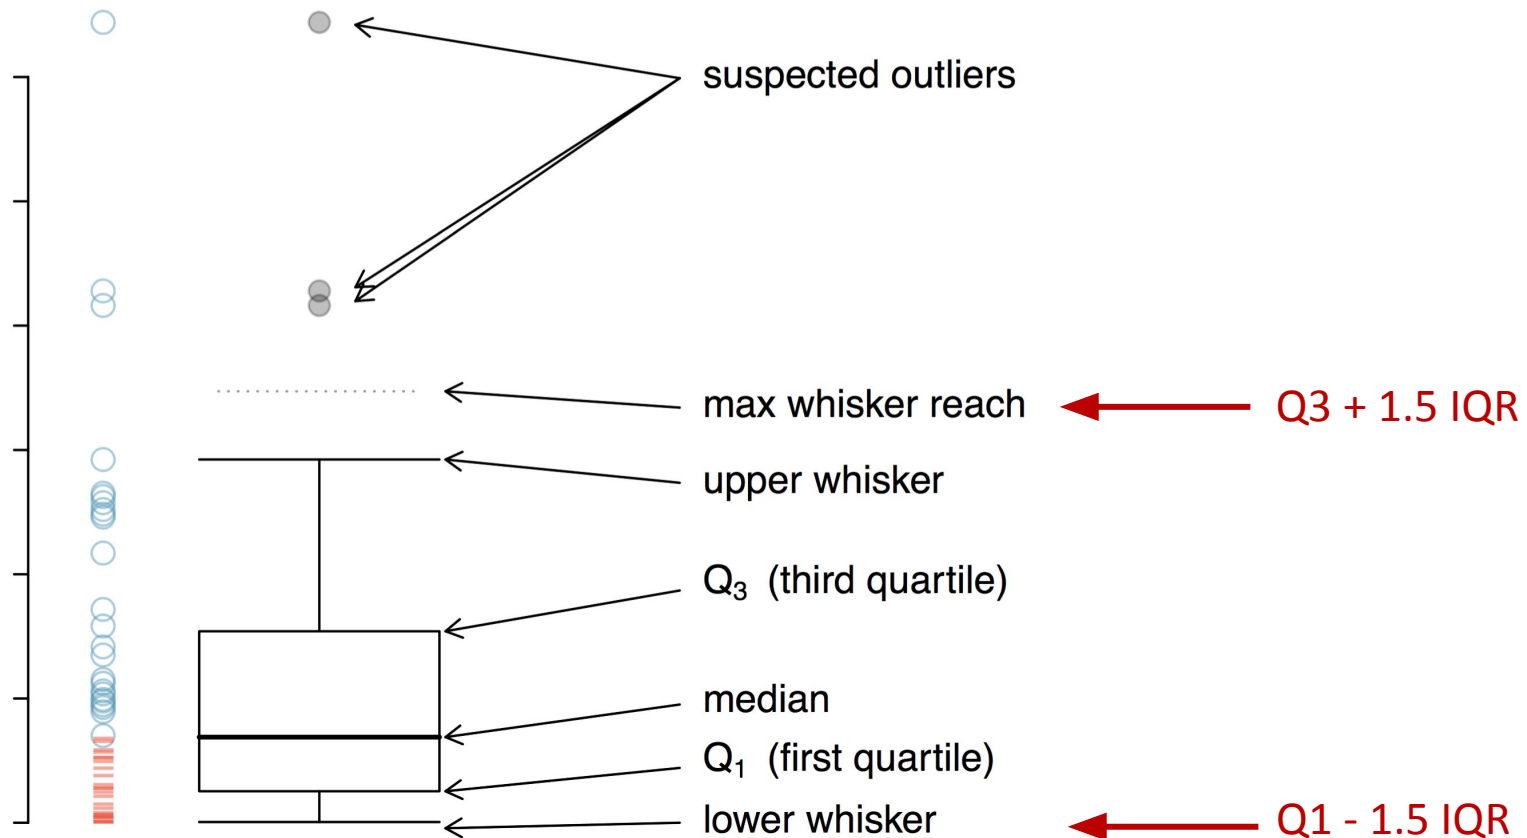 suspected outliers
max whisker reach
Q3 + 1.5 IQR
upper whisker
Q₃ (third quartile)
median
Q₁ (first quartile)
lower whisker
Q1 - 1.5 IQR